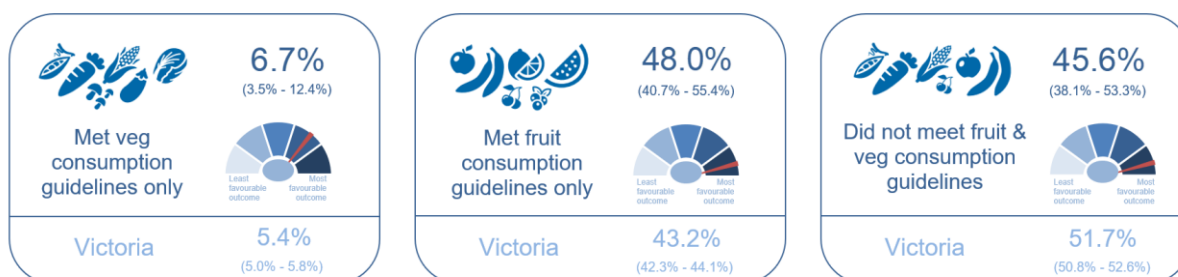 6.7%
(3.5% - 12.4%)
Met veg
consumption
guidelines only
Least
favourable
outcome
Most
favourable
outcome
Victoria
5.4%
(5.0% - 5.8%)
48.0%
(40.7% - 55.4%)
Met fruit
consumption
guidelines only
Least
favourable
outcome
Most
favourable
outcome
Victoria
43.2%
(42.3% - 44.1%)
45.6%
(38.1% - 53.3%)
Did not meet fruit &
veg consumption
guidelines
Least
favourable
outcome
Most
favourable
outcome
Victoria
51.7%
(50.8% - 52.6%)